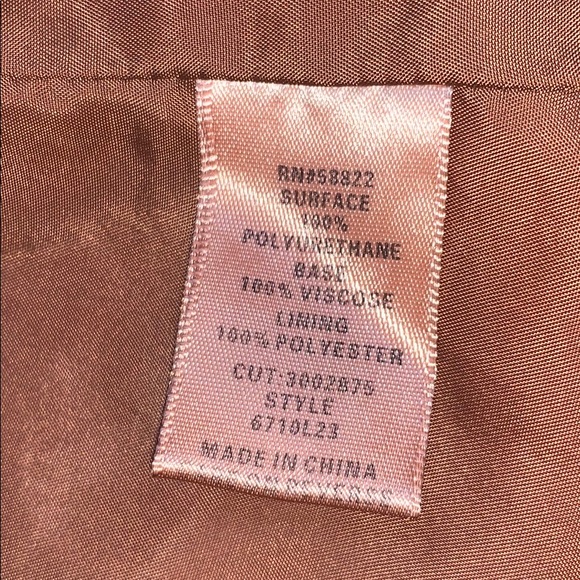 RN#58822
SURFACE
100%
POLYURETHANE
BASE
100% VISCOSE
LINING
100% POLYESTER
CUT:3002875
STYLE
6710L23
MADE IN CHINA